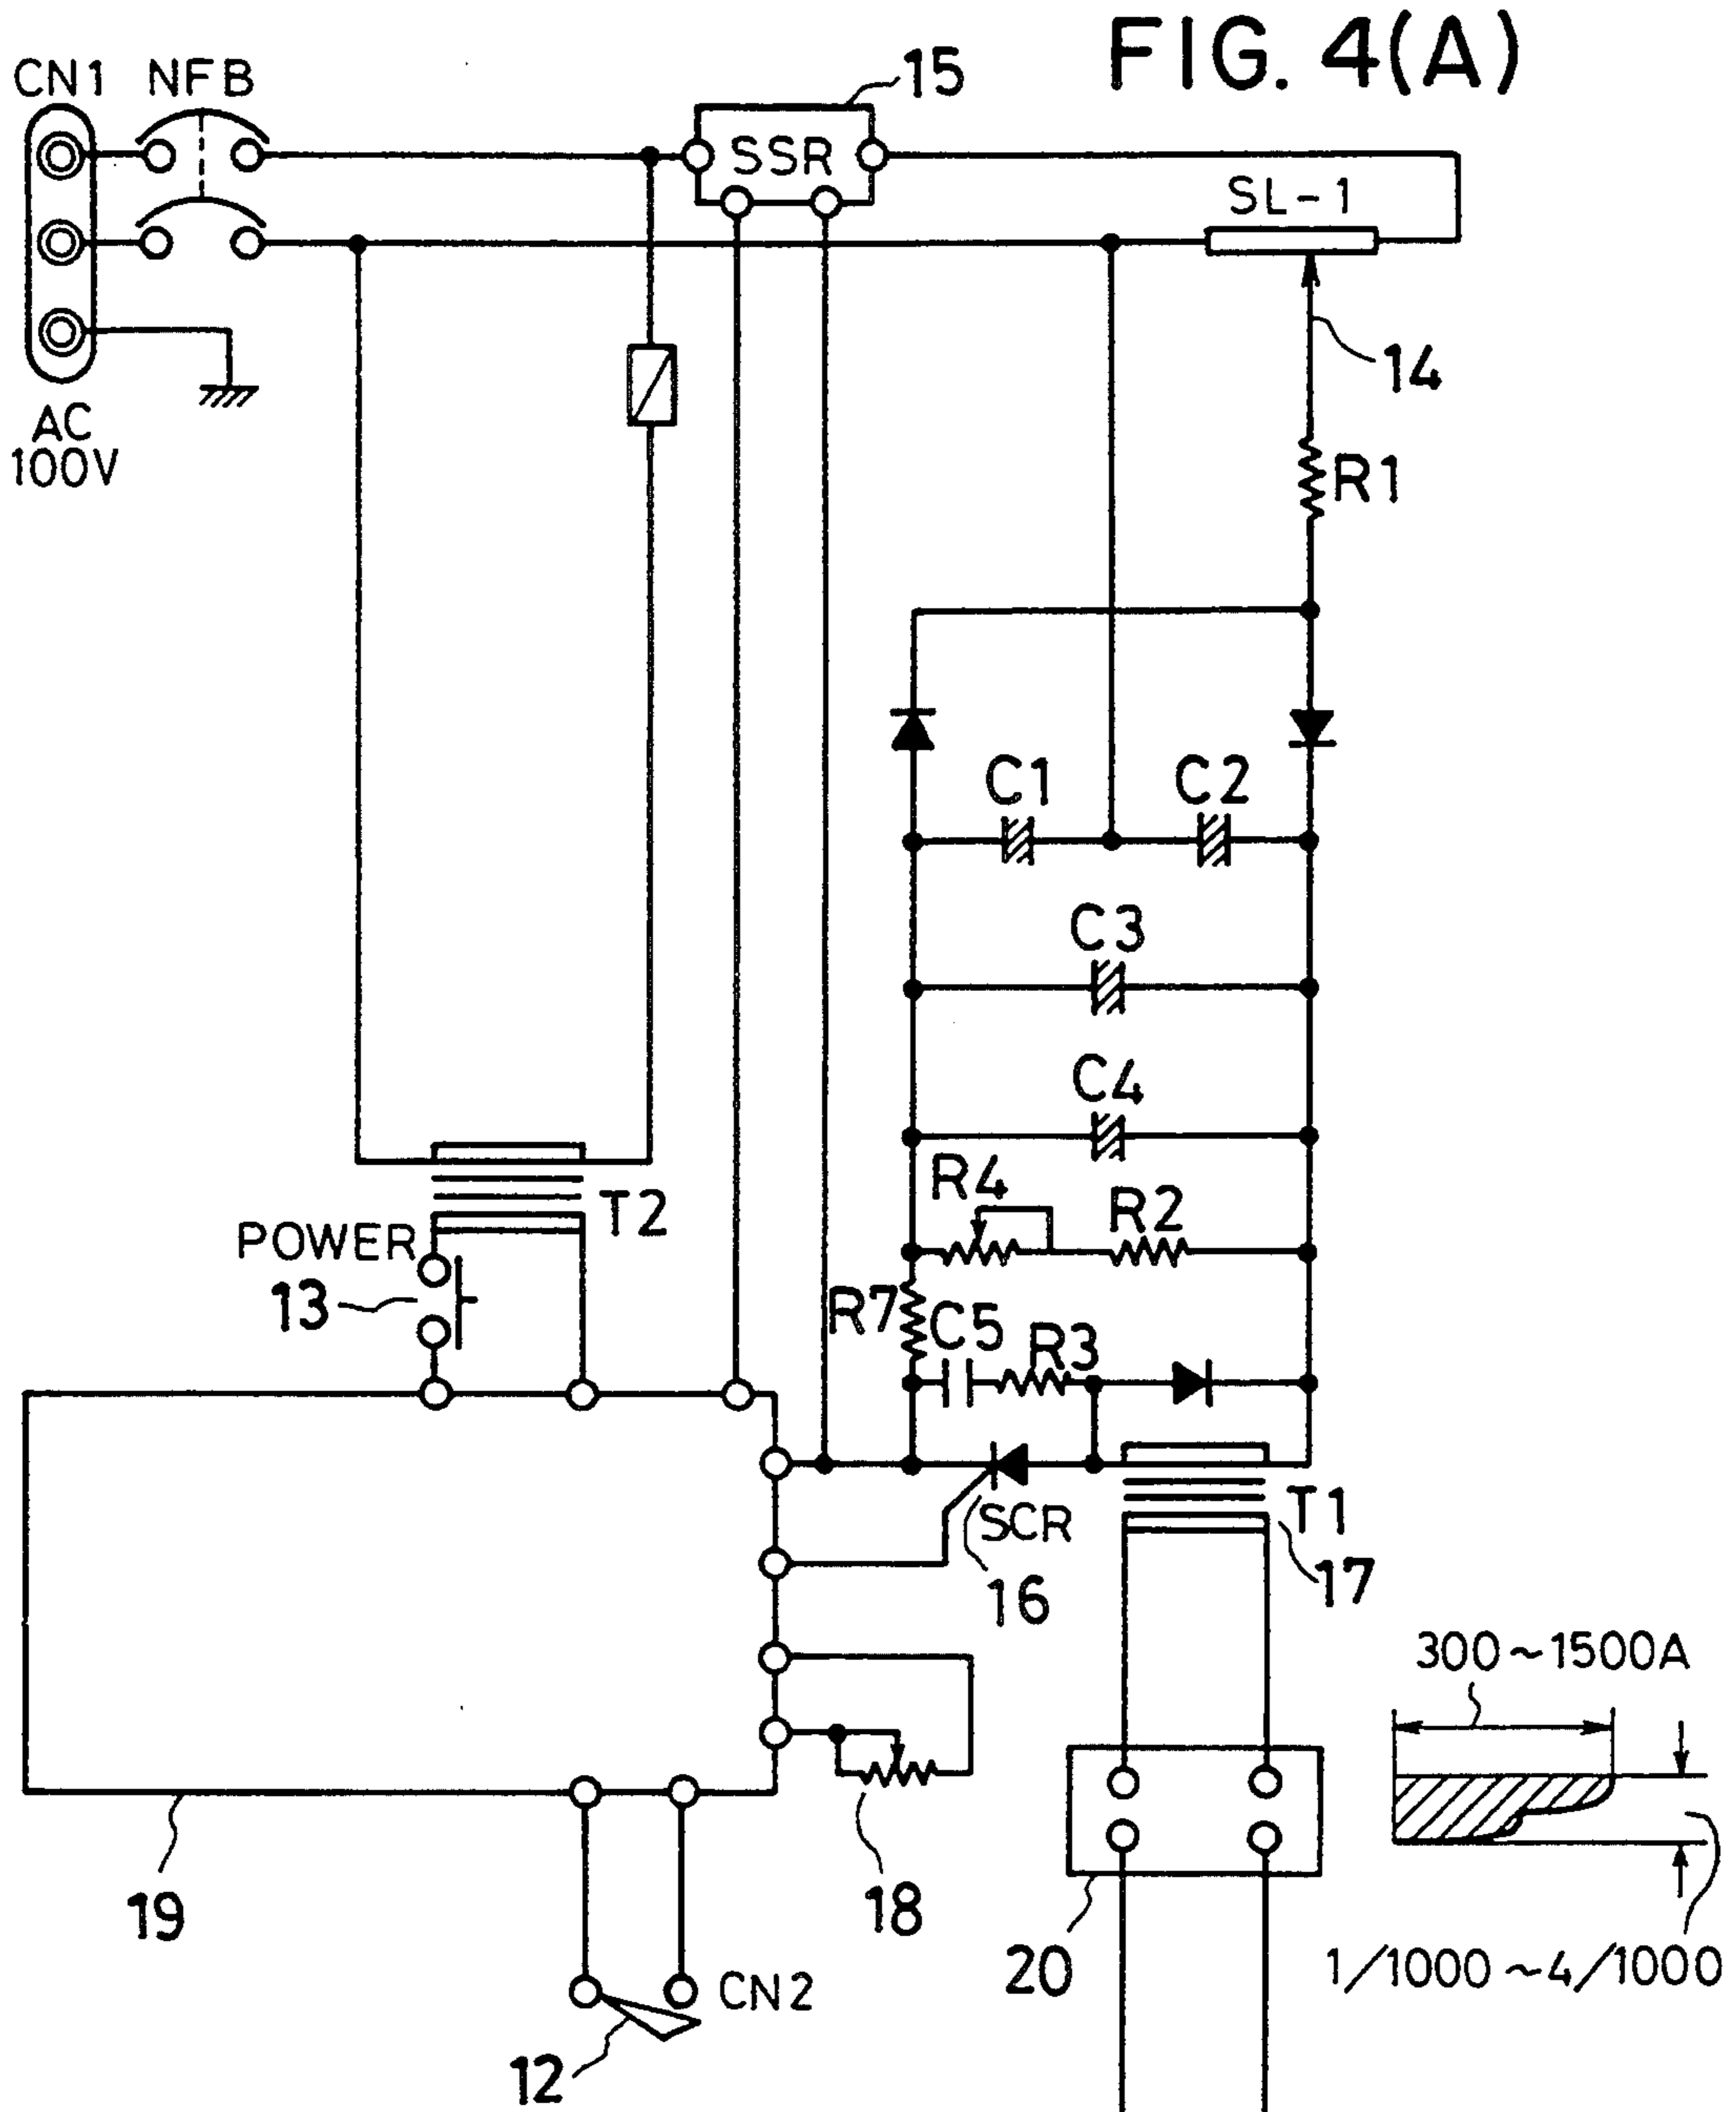 FIG. 4(A)
CN1 NFB
15
SSR
SL-1
14
AC
100V
R1
C1 C2
C3
C4
R4 R2
T2
POWER
13
R7 C5 R3
SCR T1
16 17
300~1500A
19
18
20
1/1000~4/1000
CN2
12